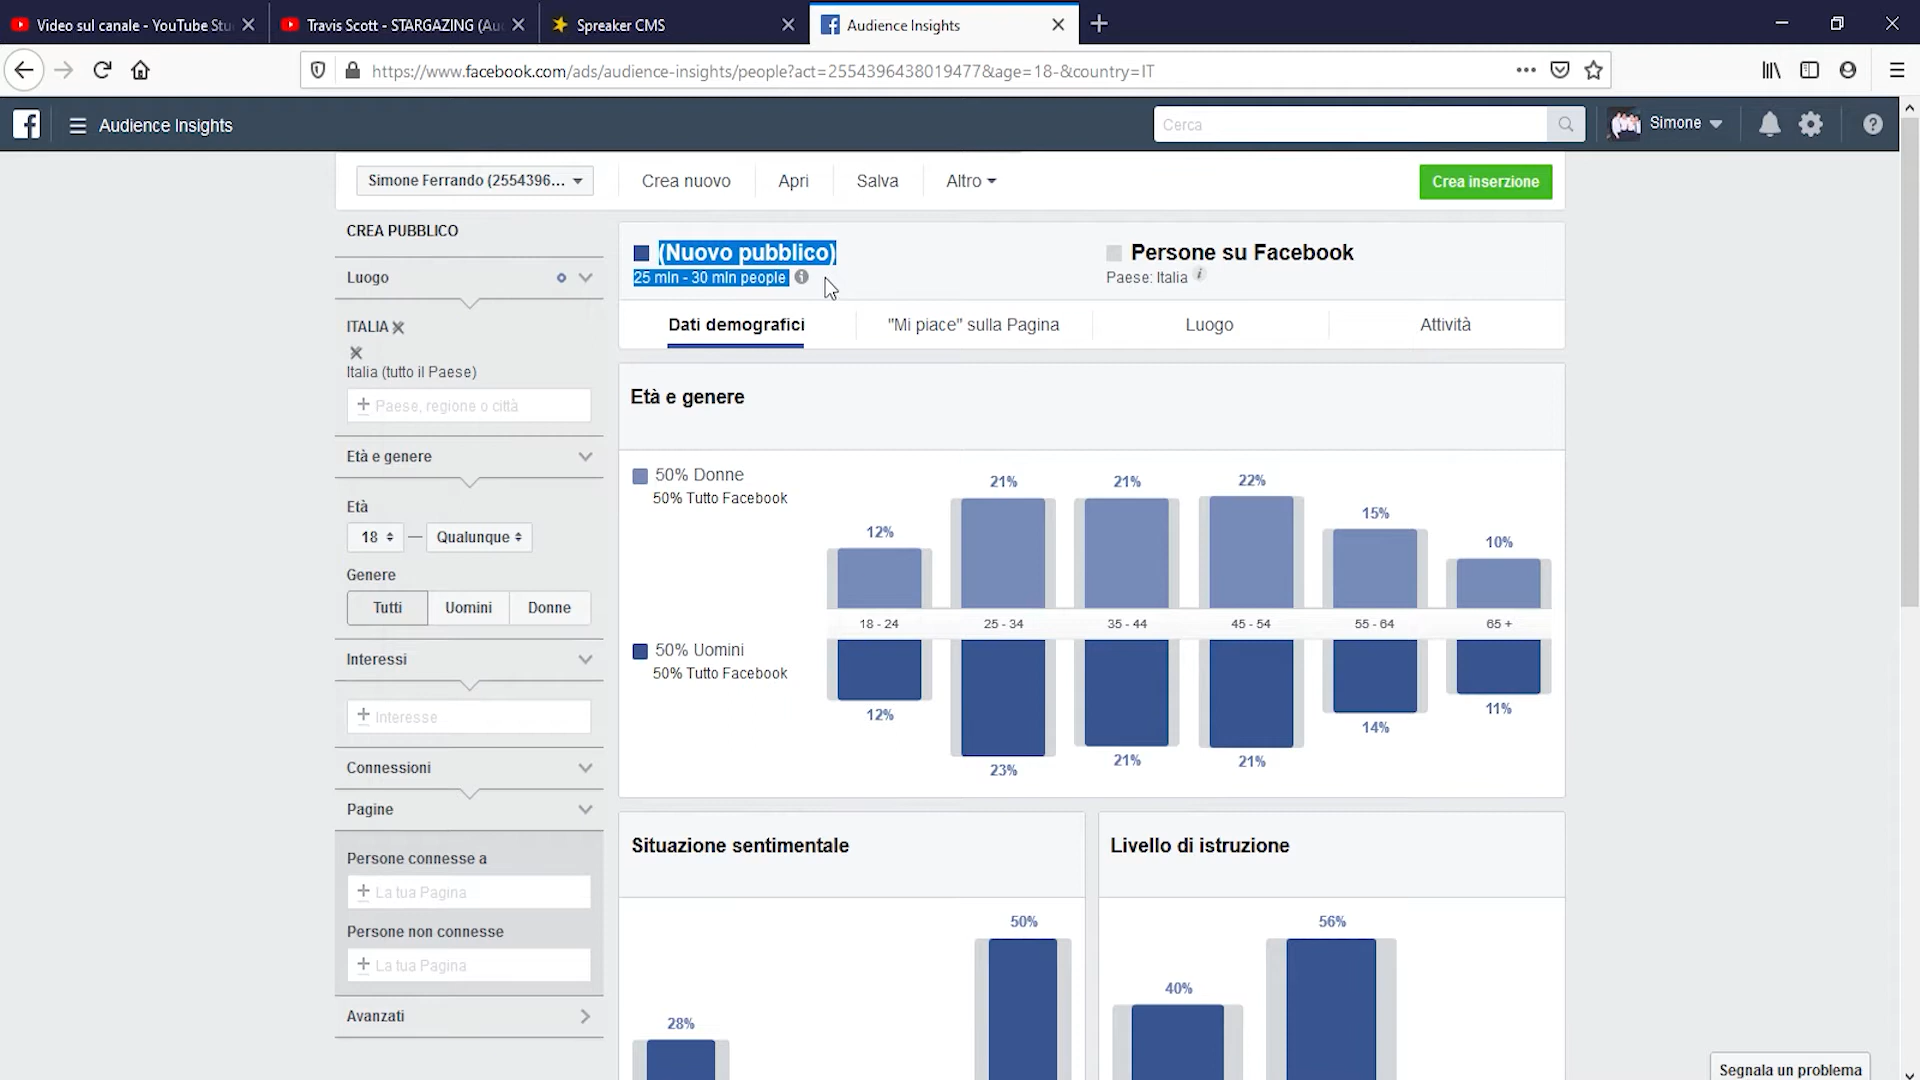 Video sul canale - YouTube Stu
Travis Scott - STARGAZING (Au
Spreaker CMS
Audience Insights
https://www.facebook.com/ads/audience-insights/people?act=2554396438019477&age=18-&country=IT
Audience Insights
Cerca
Simone
Simone Ferrando (2554396...
Crea nuovo
Apri
Salva
Altro
Crea inserzione
CREA PUBBLICO
Luogo
ITALIA
Italia (tutto il Paese)
Paese, regione o città
Età e genere
Età
18 — Qualunque
Genere
Tutti
Uomini
Donne
Interessi
Interesse
Connessioni
Pagine
Persone connesse a
La tua Pagina
Persone non connesse
La tua Pagina
Avanzati
(Nuovo pubblico)
25 mln - 30 mln people
Persone su Facebook
Paese: Italia
Dati demografici
"Mi piace" sulla Pagina
Luogo
Attività
Età e genere
50% Donne
50% Tutto Facebook
12% 21% 21% 22% 15% 10%
18 - 24 25 - 34 35 - 44 45 - 54 55 - 64 65 +
50% Uomini
50% Tutto Facebook
12% 23% 21% 21% 14% 11%
Situazione sentimentale
28% 50%
Livello di istruzione
40% 56%
Segnala un problema